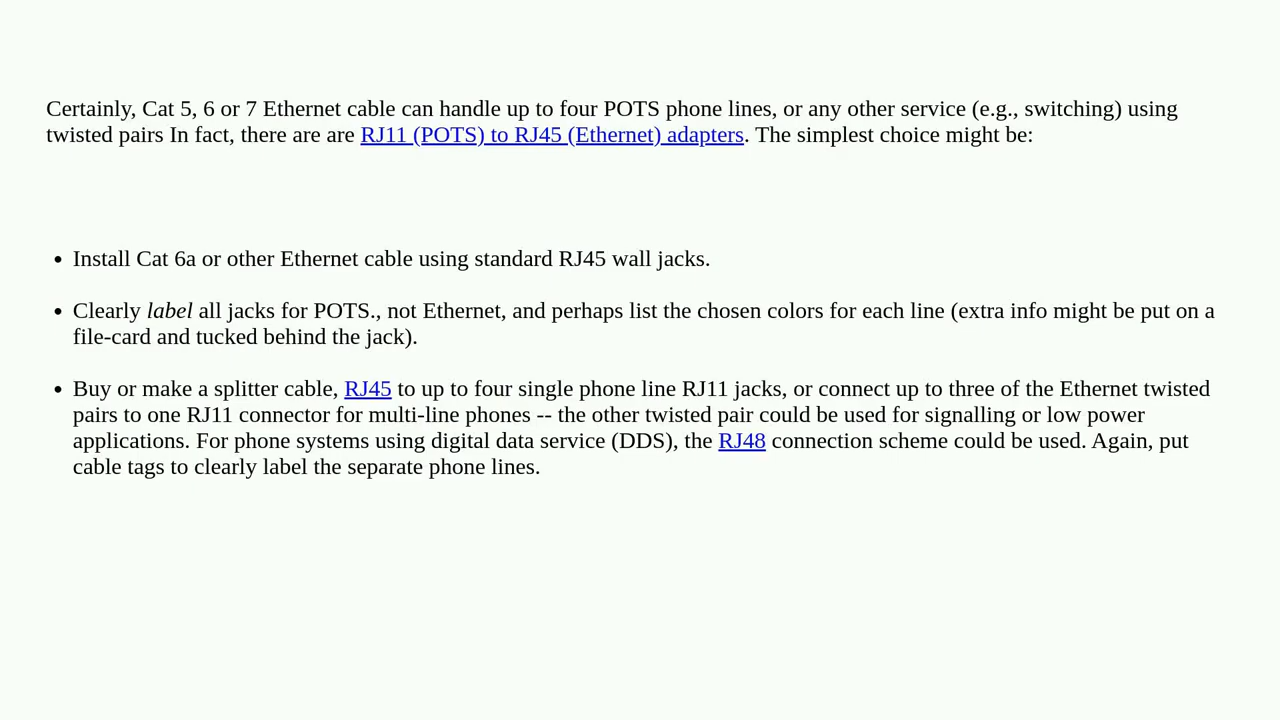 Certainly, Cat 5, 6 or 7 Ethernet cable can handle up to four POTS phone lines, or any other service (e.g., switching) using
twisted pairs In fact, there are are RJ11 (POTS) to RJ45 (Ethernet) adapters. The simplest choice might be:
• Install Cat 6a or other Ethernet cable using standard RJ45 wall jacks.
• Clearly label all jacks for POTS., not Ethernet, and perhaps list the chosen colors for each line (extra info might be put on a
file-card and tucked behind the jack).
• Buy or make a splitter cable, RJ45 to up to four single phone line RJ11 jacks, or connect up to three of the Ethernet twisted
pairs to one RJ11 connector for multi-line phones -- the other twisted pair could be used for signalling or low power
applications. For phone systems using digital data service (DDS), the RJ48 connection scheme could be used. Again, put
cable tags to clearly label the separate phone lines.